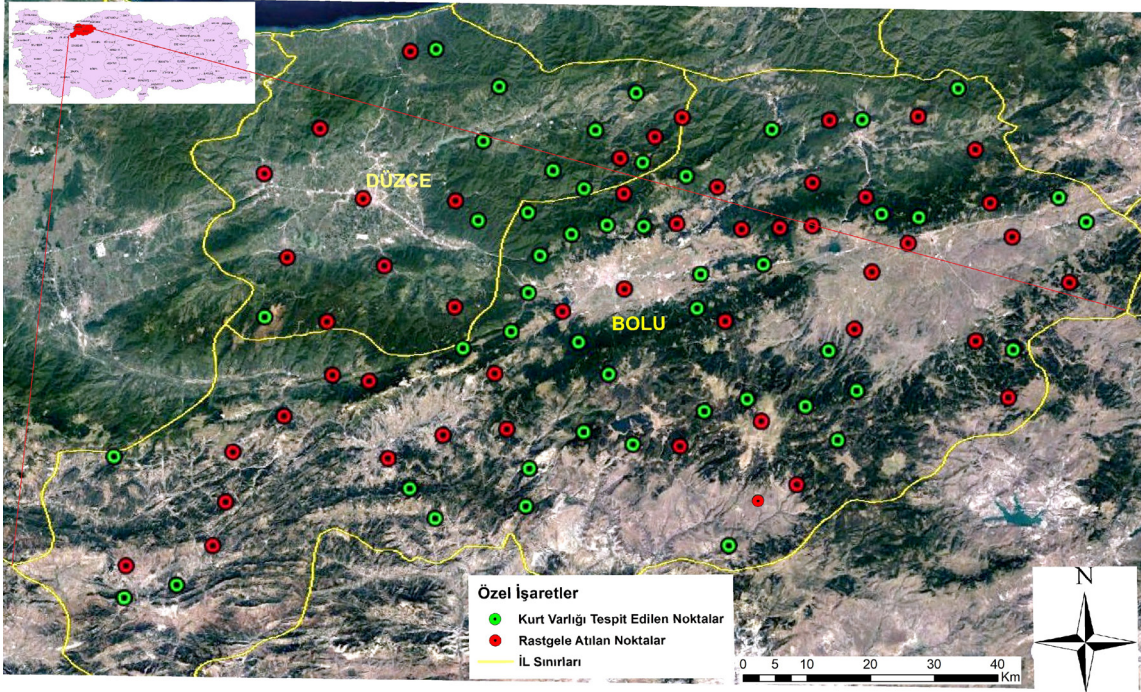 DÜZCE
BOLU
Özel İşaretler
Kurt Varlığı Tespit Edilen Noktalar
Rastgele Atılan Noktalar
İL Sınırları
0 5 10 20 30 40
Km
N